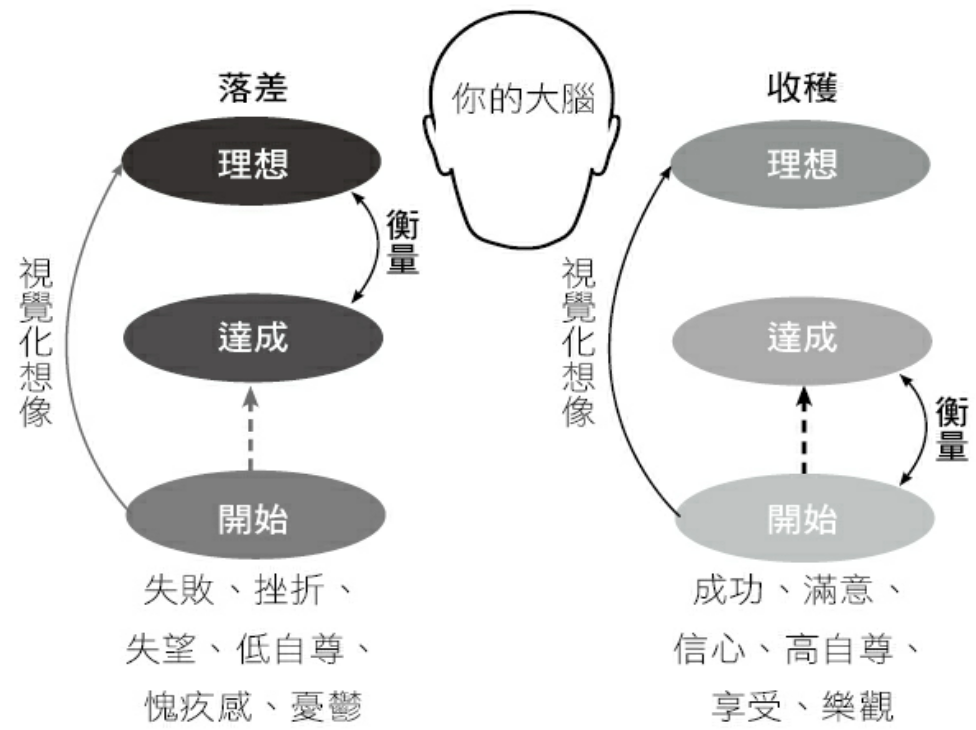 你的大腦
落差
理想
衡量
視覺化想像
達成
開始
失敗、挫折、
失望、低自尊、
愧疚感、憂鬱
收穫
理想
視覺化想像
達成
衡量
開始
成功、滿意、
信心、高自尊、
享受、樂觀